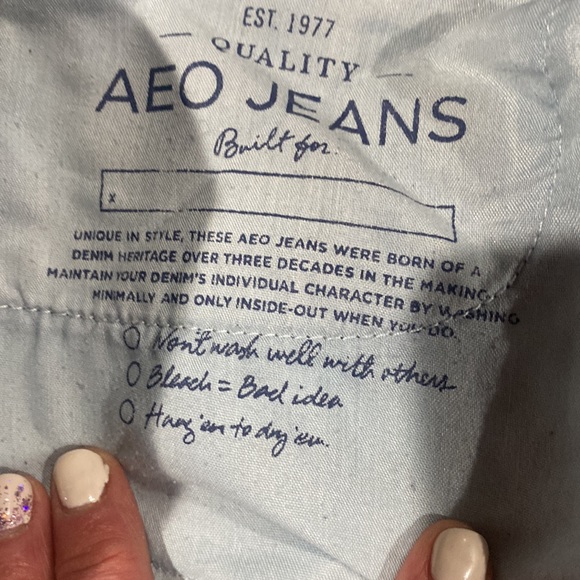 EST. 1977
QUALITY
AEO JEANS
Built for:
x
UNIQUE IN STYLE, THESE AEO JEANS WERE BORN OF A
DENIM HERITAGE OVER THREE DECADES IN THE MAKING.
MAINTAIN YOUR DENIM'S INDIVIDUAL CHARACTER BY WASHING
MINIMALLY AND ONLY INSIDE-OUT WHEN YOU DO.
Won't wash well with others
Bleach = Bad idea
Hang 'em to dry 'em.